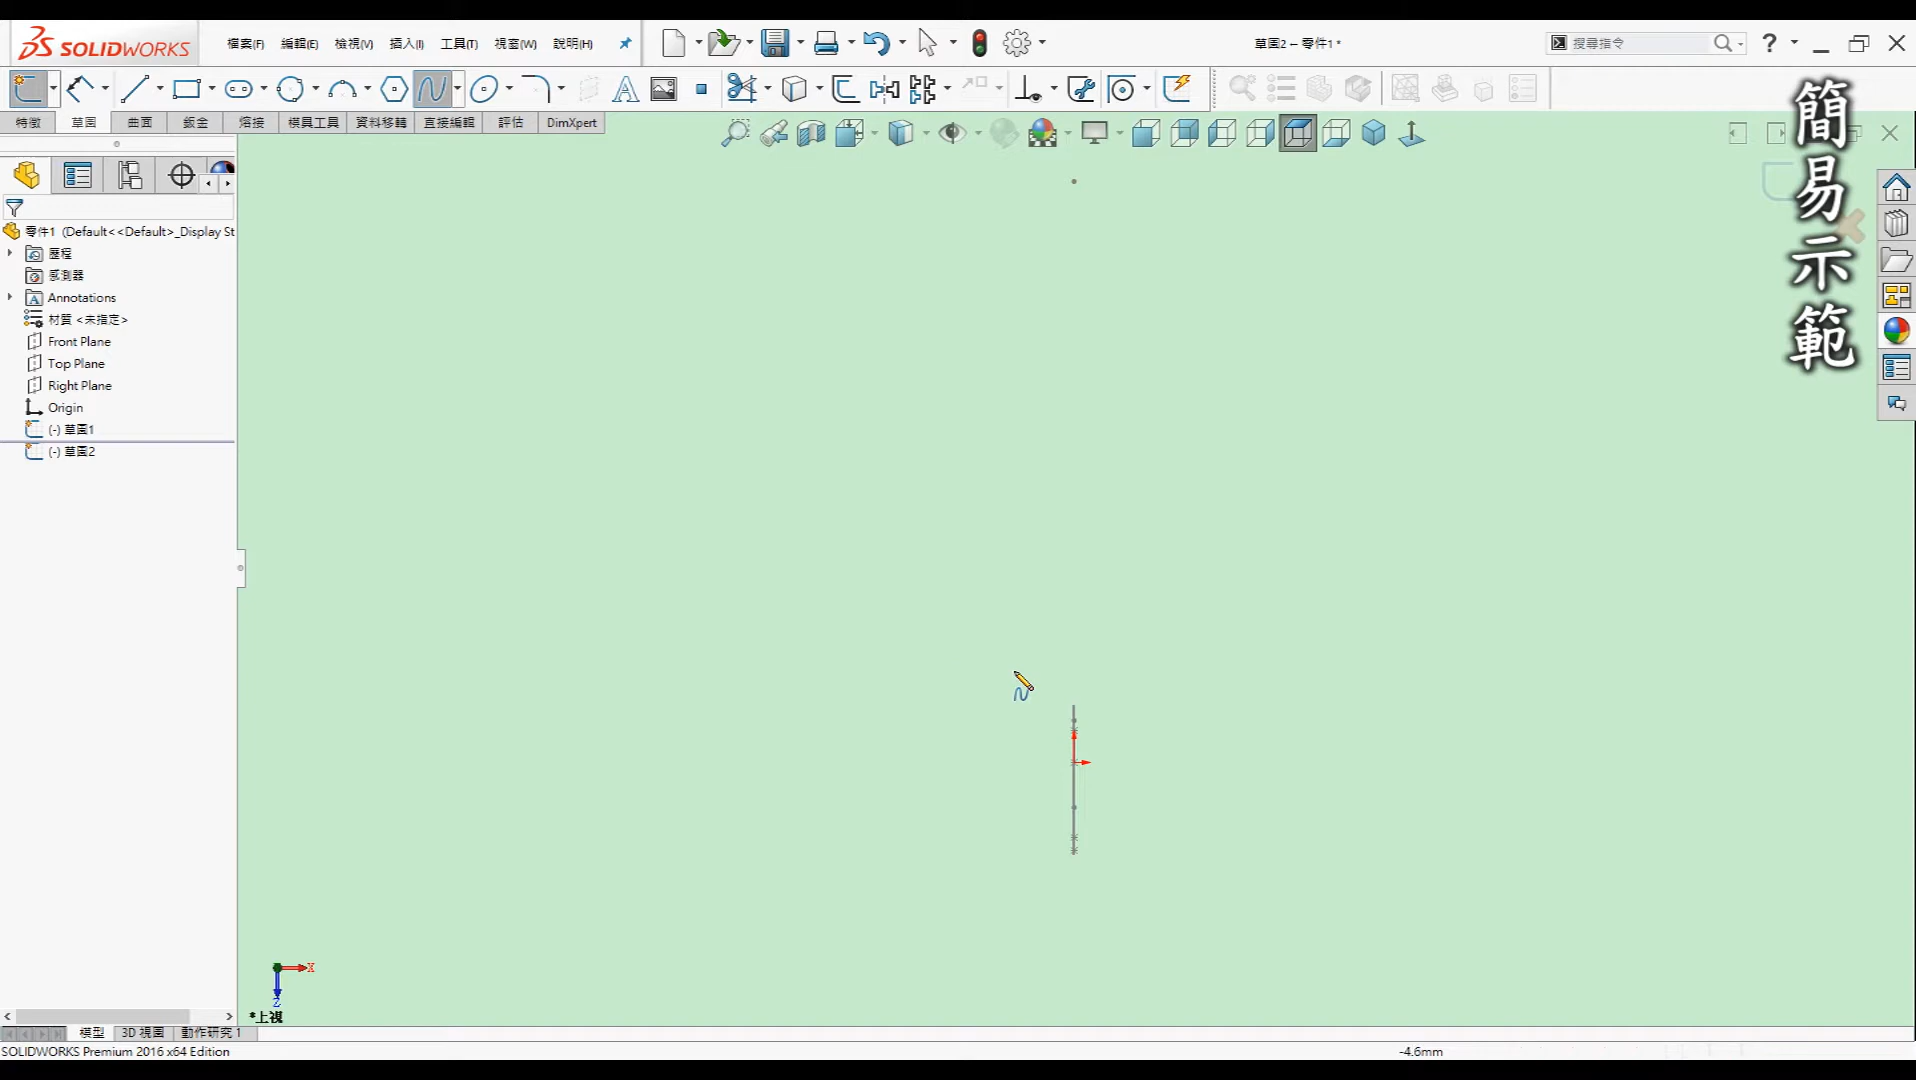 SOLIDWORKS
檔案(F) 編輯(E) 檢視(V) 插入(I) 工具(T) 視窗(W) 說明(H)
草圖2 - 零件1 *
搜尋指令
?
特徵 草圖 曲面 鈑金 熔接 模具工具 資料移轉 直接編輯 評估 DimXpert
簡易示範
零件1 (Default<<Default>_Display St
歷程
感測器
Annotations
材質 <未指定>
Front Plane
Top Plane
Right Plane
Origin
(-) 草圖1
(-) 草圖2
X
Z
*上視
模型 3D 視圖 動作研究 1
SOLIDWORKS Premium 2016 x64 Edition
-4.6mm